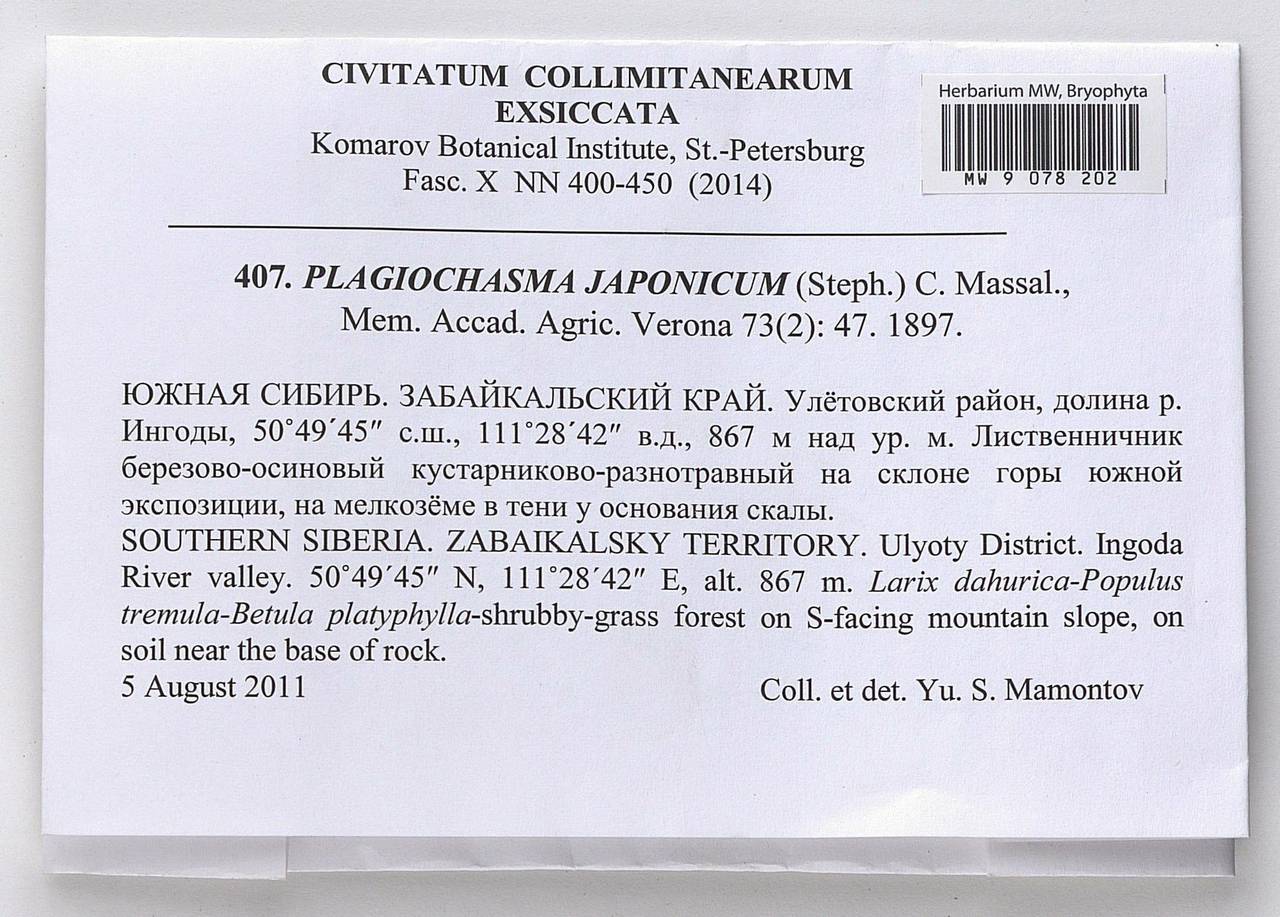 CIVITATUM COLLIMITANEARUM
EXSICCATA
Komarov Botanical Institute, St.-Petersburg
Fasc. X NN 400-450 (2014)
Herbarium MW, Bryophyta
MW 9 078 202
407. PLAGIOCHASMA JAPONICUM (Steph.) C. Massal.,
Mem. Accad. Agric. Verona 73(2): 47. 1897.
ЮЖНАЯ СИБИРЬ. ЗАБАЙКАЛЬСКИЙ КРАЙ. Улётовский район, долина р.
Ингоды, 50˚49´45″ с.ш., 111˚28´42″ в.д., 867 м над ур. м. Лиственничник
березово-осиновый кустарниково-разнотравный на склоне горы южной
экспозиции, на мелкозёме в тени у основания скалы.
SOUTHERN SIBERIA. ZABAIKALSKY TERRITORY. Ulyoty District. Ingoda
River valley. 50˚49´45″ N, 111˚28´42″ E, alt. 867 m. Larix dahurica-Populus
tremula-Betula platyphylla-shrubby-grass forest on S-facing mountain slope, on
soil near the base of rock.
5 August 2011
Coll. et det. Yu. S. Mamontov